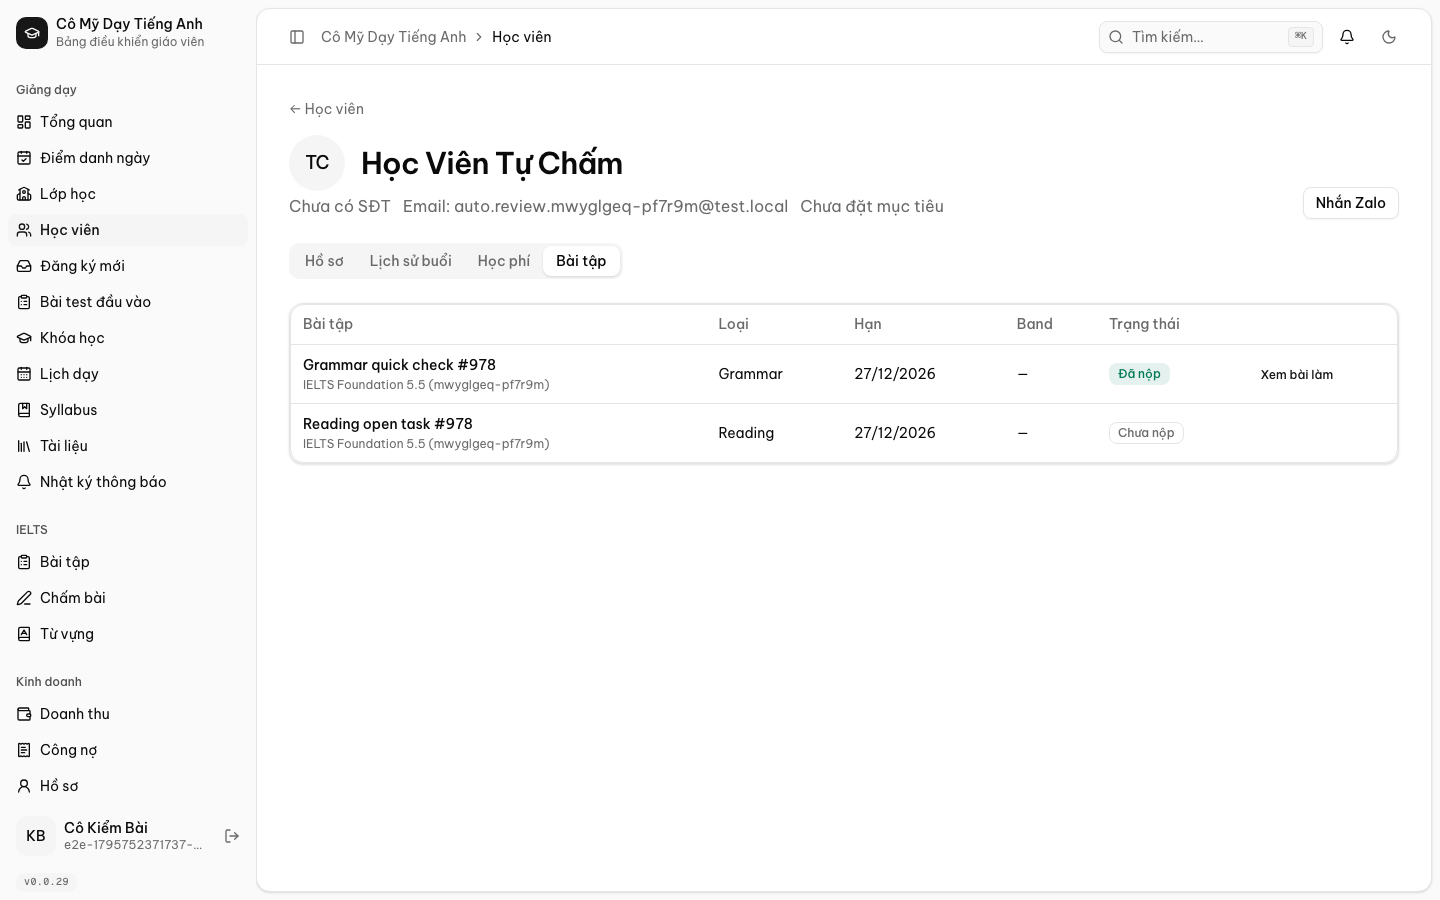 Cô Mỹ Dạy Tiếng Anh
Bảng điều khiển giáo viên
Giảng dạy
Tổng quan
Điểm danh ngày
Lớp học
Học viên
Đăng ký mới
Bài test đầu vào
Khóa học
Lịch dạy
Syllabus
Tài liệu
Nhật ký thông báo
IELTS
Bài tập
Chấm bài
Từ vựng
Kinh doanh
Doanh thu
Công nợ
Hồ sơ
KB
Cô Kiểm Bài
e2e-1795752371737-...
v0.0.29
Cô Mỹ Dạy Tiếng Anh > Học viên
Tìm kiếm... ⌘K
← Học viên
TC Học Viên Tự Chấm
Chưa có SĐT Email: auto.review.mwyglgeq-pf7r9m@test.local Chưa đặt mục tiêu
Nhắn Zalo
Hồ sơ Lịch sử buổi Học phí Bài tập
Bài tập Loại Hạn Band Trạng thái
Grammar quick check #978
IELTS Foundation 5.5 (mwyglgeq-pf7r9m)
Grammar 27/12/2026 — Đã nộp Xem bài làm
Reading open task #978
IELTS Foundation 5.5 (mwyglgeq-pf7r9m)
Reading 27/12/2026 — Chưa nộp